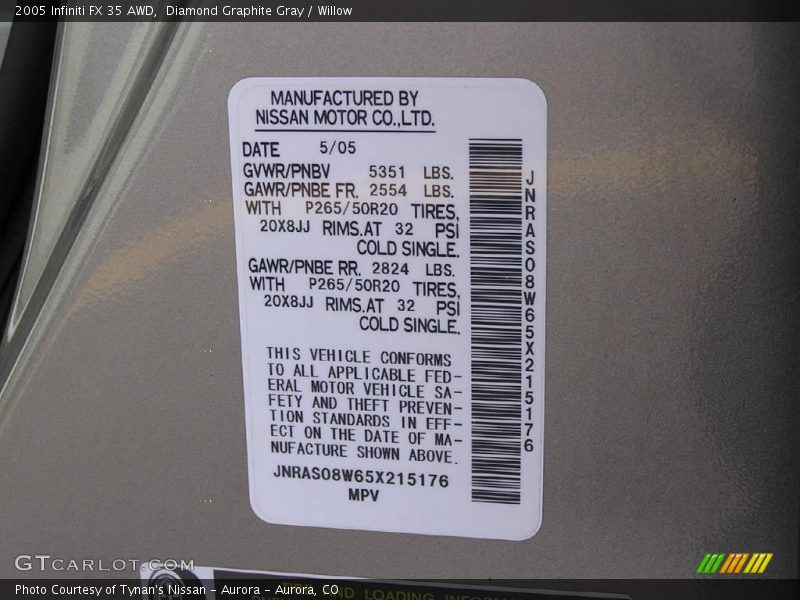 2005 Infiniti FX 35 AWD, Diamond Graphite Gray / Willow
MANUFACTURED BY
NISSAN MOTOR CO.,LTD.
DATE 5/05
GVWR/PNBV 5351 LBS.
GAWR/PNBE FR. 2554 LBS.
WITH P265/50R20 TIRES,
20X8JJ RIMS.AT 32 PSI
COLD SINGLE.
GAWR/PNBE RR. 2824 LBS.
WITH P265/50R20 TIRES,
20X8JJ RIMS.AT 32 PSI
COLD SINGLE.
THIS VEHICLE CONFORMS
TO ALL APPLICABLE FED-
ERAL MOTOR VEHICLE SA-
FETY AND THEFT PREVEN-
TION STANDARDS IN EFF-
ECT ON THE DATE OF MA-
NUFACTURE SHOWN ABOVE.
JNRAS08W65X215176
MPV
JNRAS08W65X215176
GTCARLOT.COM
Photo Courtesy of Tynan's Nissan – Aurora – Aurora, CO
LOADING